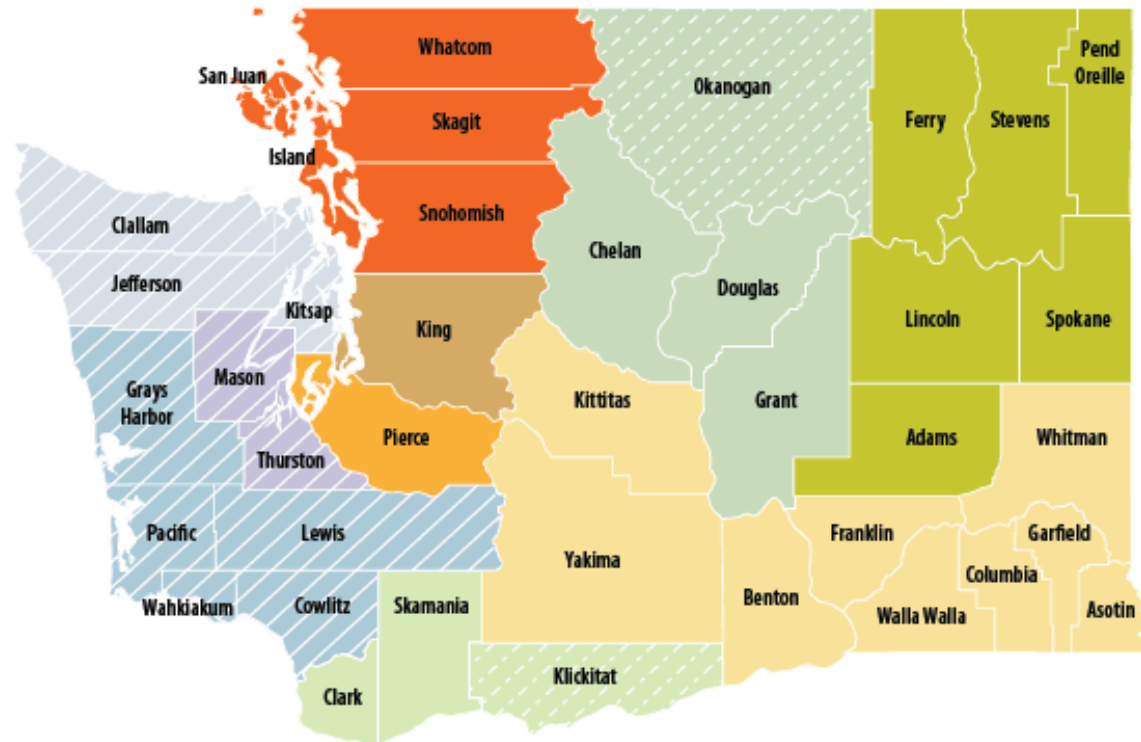 Whatcom
San Juan
Okanogan
Pend
Oreille
Skagit
Ferry
Stevens
Island
Snohomish
Clallam
Chelan
Jefferson
Douglas
Kitsap
King
Lincoln
Spokane
Mason
Grays
Harbor
Kittitas
Grant
Pierce
Adams
Whitman
Thurston
Pacific
Lewis
Franklin
Garfield
Yakima
Columbia
Wahkiakum
Cowlitz
Skamania
Benton
Walla Walla
Asotin
Klickitat
Clark